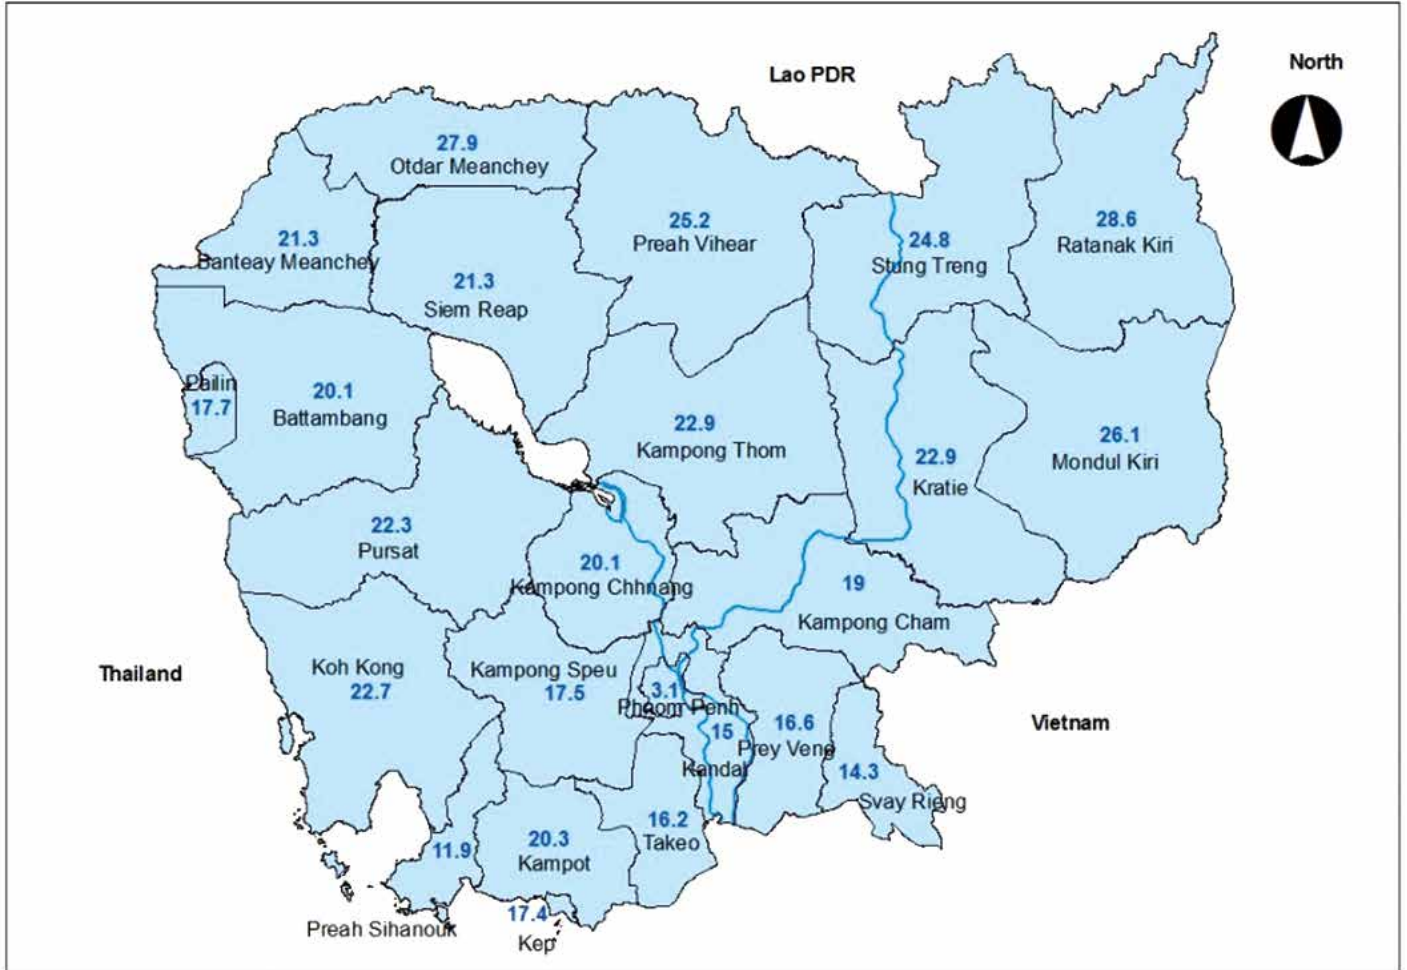 Lao PDR
North
27.9
Otdar Meanchey
25.2
Preah Vihear
28.6
Ratanak Kiri
21.3
Banteay Meanchey
24.8
Stung Treng
21.3
Siem Reap
Pailin
17.7
20.1
Battambang
22.9
Kampong Thom
26.1
Mondul Kiri
22.9
Kratie
22.3
Pursat
20.1
Kampong Chhnang
19
Kampong Cham
Thailand
Koh Kong
22.7
Kampong Speu
17.5
3.1
Phnom Penh
15
Kandal
16.6
Prey Veng
Vietnam
14.3
Svay Rieng
16.2
Takeo
20.3
Kampot
11.9
Preah Sihanouk
17.4
Kep